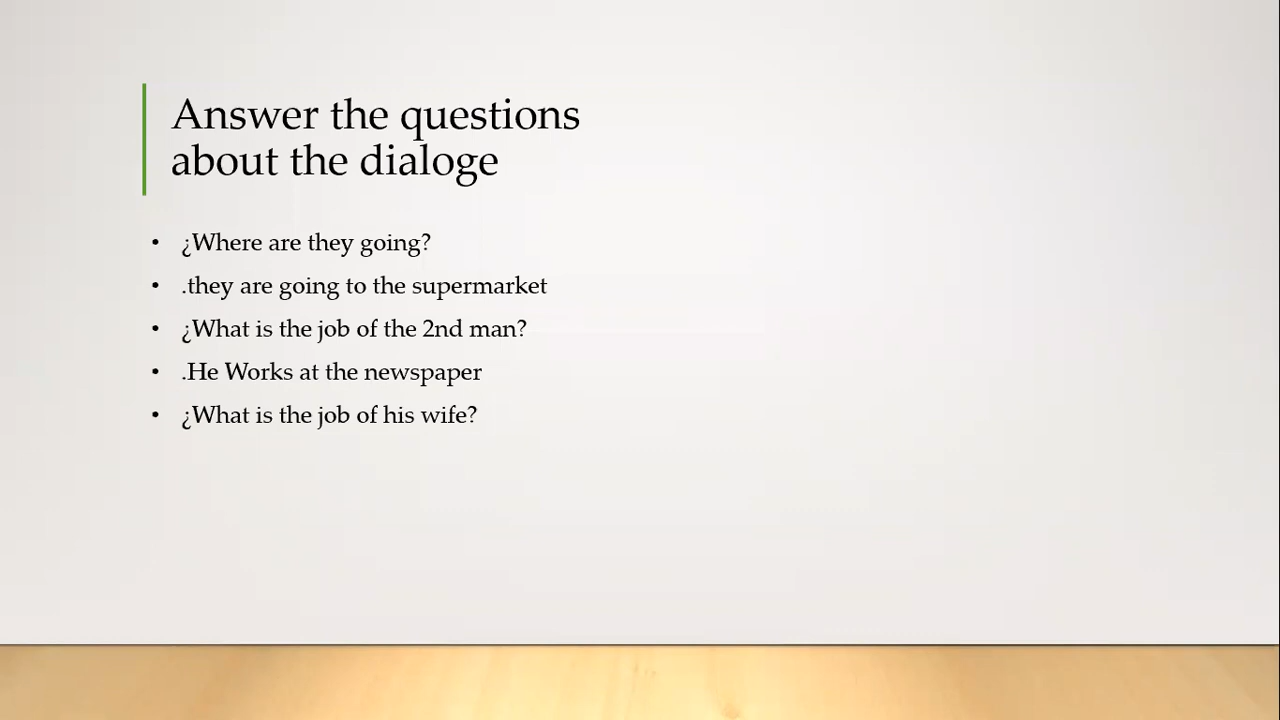 Answer the questions
about the dialoge
• ¿Where are they going?
• .they are going to the supermarket
• ¿What is the job of the 2nd man?
• .He Works at the newspaper
• ¿What is the job of his wife?